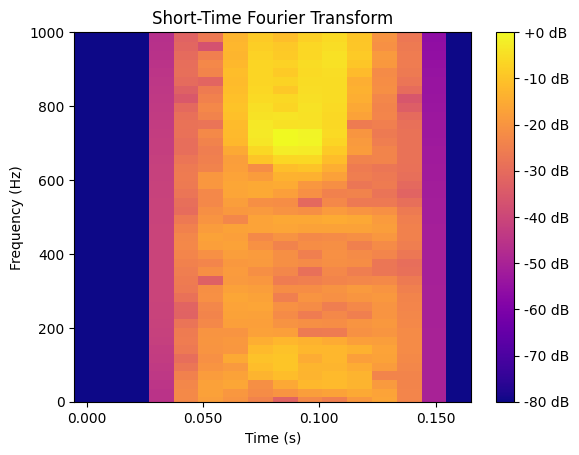 Short-Time Fourier Transform
1000
800
600
400
200
0
Frequency (Hz)
0.000
0.050
0.100
0.150
Time (s)
+0 dB
-10 dB
-20 dB
-30 dB
-40 dB
-50 dB
-60 dB
-70 dB
-80 dB